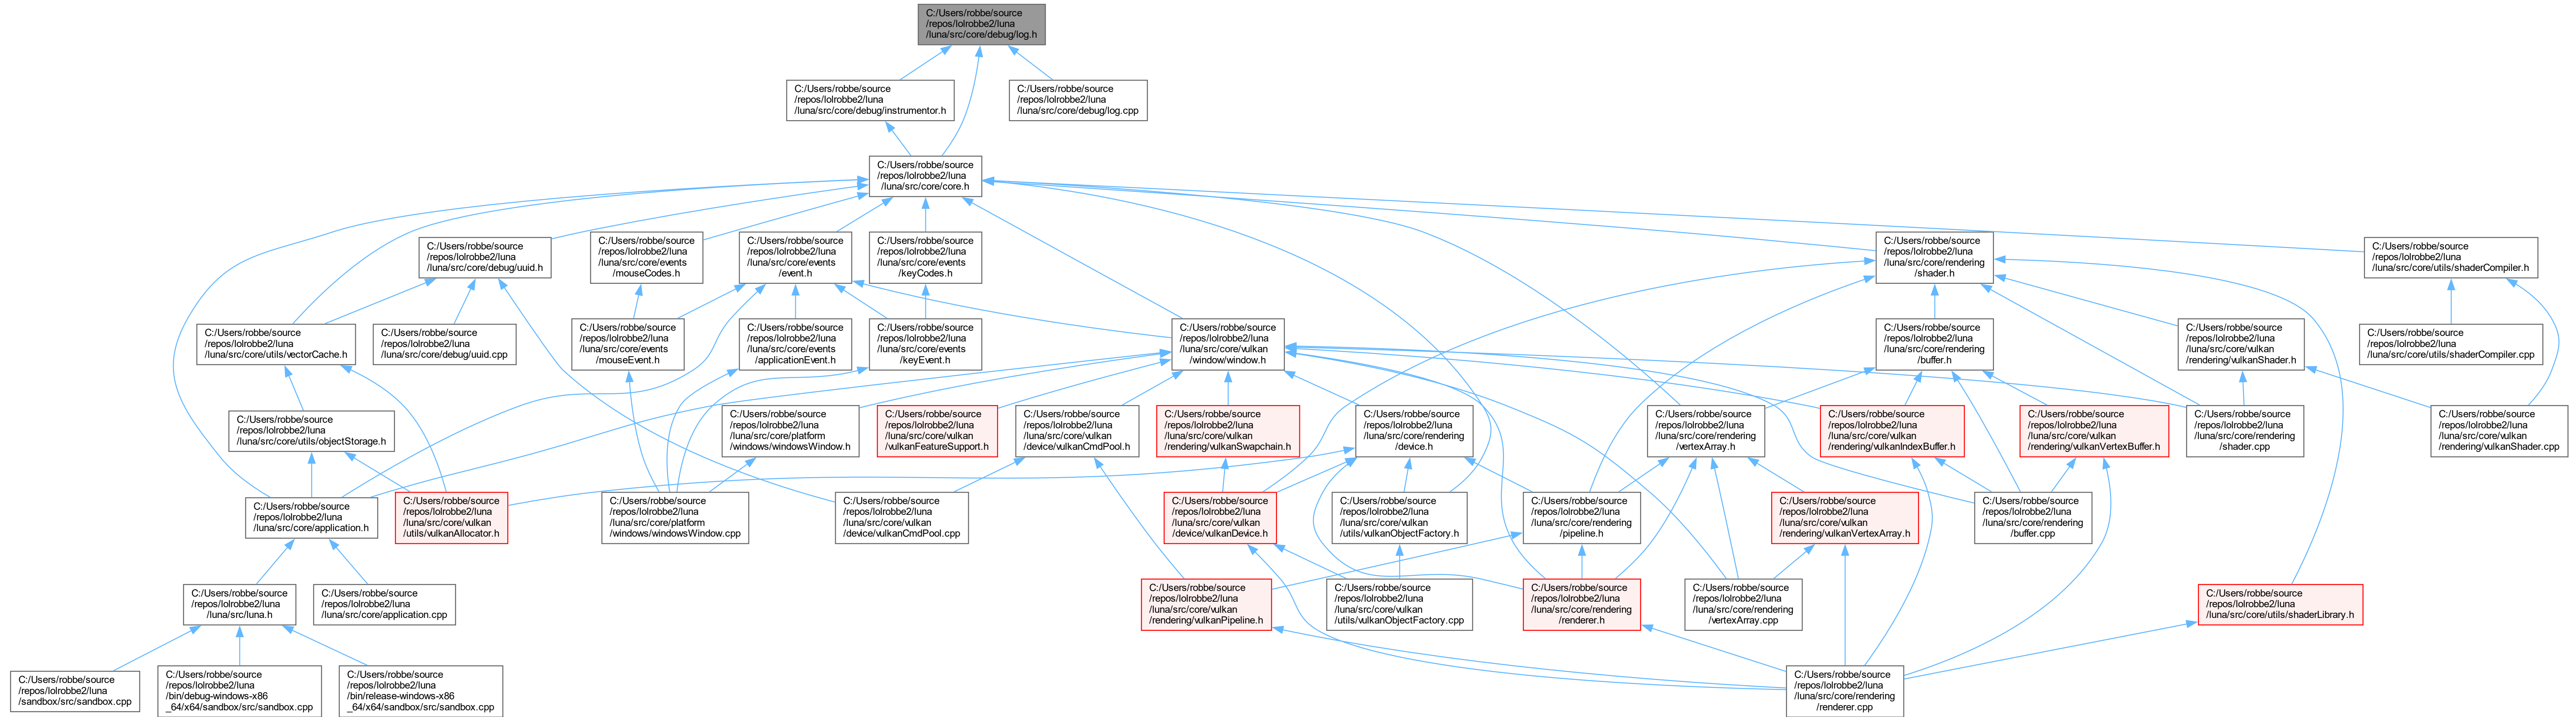 C:/Users/robbe/source
/repos/lolrobbe2/luna
/luna/src/core/debug/log.h
C:/Users/robbe/source
/repos/lolrobbe2/luna
/luna/src/core/debug/instrumentor.h
C:/Users/robbe/source
/repos/lolrobbe2/luna
/luna/src/core/debug/log.cpp
C:/Users/robbe/source
/repos/lolrobbe2/luna
/luna/src/core/core.h
C:/Users/robbe/source
/repos/lolrobbe2/luna
/luna/src/core/debug/uuid.h
C:/Users/robbe/source
/repos/lolrobbe2/luna
/luna/src/core/events
/mouseCodes.h
C:/Users/robbe/source
/repos/lolrobbe2/luna
/luna/src/core/events
/event.h
C:/Users/robbe/source
/repos/lolrobbe2/luna
/luna/src/core/events
/keyCodes.h
C:/Users/robbe/source
/repos/lolrobbe2/luna
/luna/src/core/rendering
/shader.h
C:/Users/robbe/source
/repos/lolrobbe2/luna
/luna/src/core/utils/shaderCompiler.h
C:/Users/robbe/source
/repos/lolrobbe2/luna
/luna/src/core/utils/vectorCache.h
C:/Users/robbe/source
/repos/lolrobbe2/luna
/luna/src/core/debug/uuid.cpp
C:/Users/robbe/source
/repos/lolrobbe2/luna
/luna/src/core/events
/mouseEvent.h
C:/Users/robbe/source
/repos/lolrobbe2/luna
/luna/src/core/events
/applicationEvent.h
C:/Users/robbe/source
/repos/lolrobbe2/luna
/luna/src/core/events
/keyEvent.h
C:/Users/robbe/source
/repos/lolrobbe2/luna
/luna/src/core/vulkan
/window/window.h
C:/Users/robbe/source
/repos/lolrobbe2/luna
/luna/src/core/rendering
/buffer.h
C:/Users/robbe/source
/repos/lolrobbe2/luna
/luna/src/core/vulkan
/rendering/vulkanShader.h
C:/Users/robbe/source
/repos/lolrobbe2/luna
/luna/src/core/utils/shaderCompiler.cpp
C:/Users/robbe/source
/repos/lolrobbe2/luna
/luna/src/core/utils/objectStorage.h
C:/Users/robbe/source
/repos/lolrobbe2/luna
/luna/src/core/platform
/windows/windowsWindow.h
C:/Users/robbe/source
/repos/lolrobbe2/luna
/luna/src/core/vulkan
/vulkanFeatureSupport.h
C:/Users/robbe/source
/repos/lolrobbe2/luna
/luna/src/core/vulkan
/device/vulkanCmdPool.h
C:/Users/robbe/source
/repos/lolrobbe2/luna
/luna/src/core/vulkan
/rendering/vulkanSwapchain.h
C:/Users/robbe/source
/repos/lolrobbe2/luna
/luna/src/core/rendering
/device.h
C:/Users/robbe/source
/repos/lolrobbe2/luna
/luna/src/core/rendering
/vertexArray.h
C:/Users/robbe/source
/repos/lolrobbe2/luna
/luna/src/core/vulkan
/rendering/vulkanIndexBuffer.h
C:/Users/robbe/source
/repos/lolrobbe2/luna
/luna/src/core/vulkan
/rendering/vulkanVertexBuffer.h
C:/Users/robbe/source
/repos/lolrobbe2/luna
/luna/src/core/rendering
/shader.cpp
C:/Users/robbe/source
/repos/lolrobbe2/luna
/luna/src/core/vulkan
/rendering/vulkanShader.cpp
C:/Users/robbe/source
/repos/lolrobbe2/luna
/luna/src/core/application.h
C:/Users/robbe/source
/repos/lolrobbe2/luna
/luna/src/core/vulkan
/utils/vulkanAllocator.h
C:/Users/robbe/source
/repos/lolrobbe2/luna
/luna/src/core/platform
/windows/windowsWindow.cpp
C:/Users/robbe/source
/repos/lolrobbe2/luna
/luna/src/core/vulkan
/device/vulkanCmdPool.cpp
C:/Users/robbe/source
/repos/lolrobbe2/luna
/luna/src/core/vulkan
/device/vulkanDevice.h
C:/Users/robbe/source
/repos/lolrobbe2/luna
/luna/src/core/vulkan
/utils/vulkanObjectFactory.h
C:/Users/robbe/source
/repos/lolrobbe2/luna
/luna/src/core/rendering
/pipeline.h
C:/Users/robbe/source
/repos/lolrobbe2/luna
/luna/src/core/vulkan
/rendering/vulkanVertexArray.h
C:/Users/robbe/source
/repos/lolrobbe2/luna
/luna/src/core/rendering
/buffer.cpp
C:/Users/robbe/source
/repos/lolrobbe2/luna
/luna/src/luna.h
C:/Users/robbe/source
/repos/lolrobbe2/luna
/luna/src/core/application.cpp
C:/Users/robbe/source
/repos/lolrobbe2/luna
/luna/src/core/vulkan
/rendering/vulkanPipeline.h
C:/Users/robbe/source
/repos/lolrobbe2/luna
/luna/src/core/vulkan
/utils/vulkanObjectFactory.cpp
C:/Users/robbe/source
/repos/lolrobbe2/luna
/luna/src/core/rendering
/renderer.h
C:/Users/robbe/source
/repos/lolrobbe2/luna
/luna/src/core/rendering
/vertexArray.cpp
C:/Users/robbe/source
/repos/lolrobbe2/luna
/luna/src/core/utils/shaderLibrary.h
C:/Users/robbe/source
/repos/lolrobbe2/luna
/sandbox/src/sandbox.cpp
C:/Users/robbe/source
/repos/lolrobbe2/luna
/bin/debug-windows-x86
_64/x64/sandbox/src/sandbox.cpp
C:/Users/robbe/source
/repos/lolrobbe2/luna
/bin/release-windows-x86
_64/x64/sandbox/src/sandbox.cpp
C:/Users/robbe/source
/repos/lolrobbe2/luna
/luna/src/core/rendering
/renderer.cpp